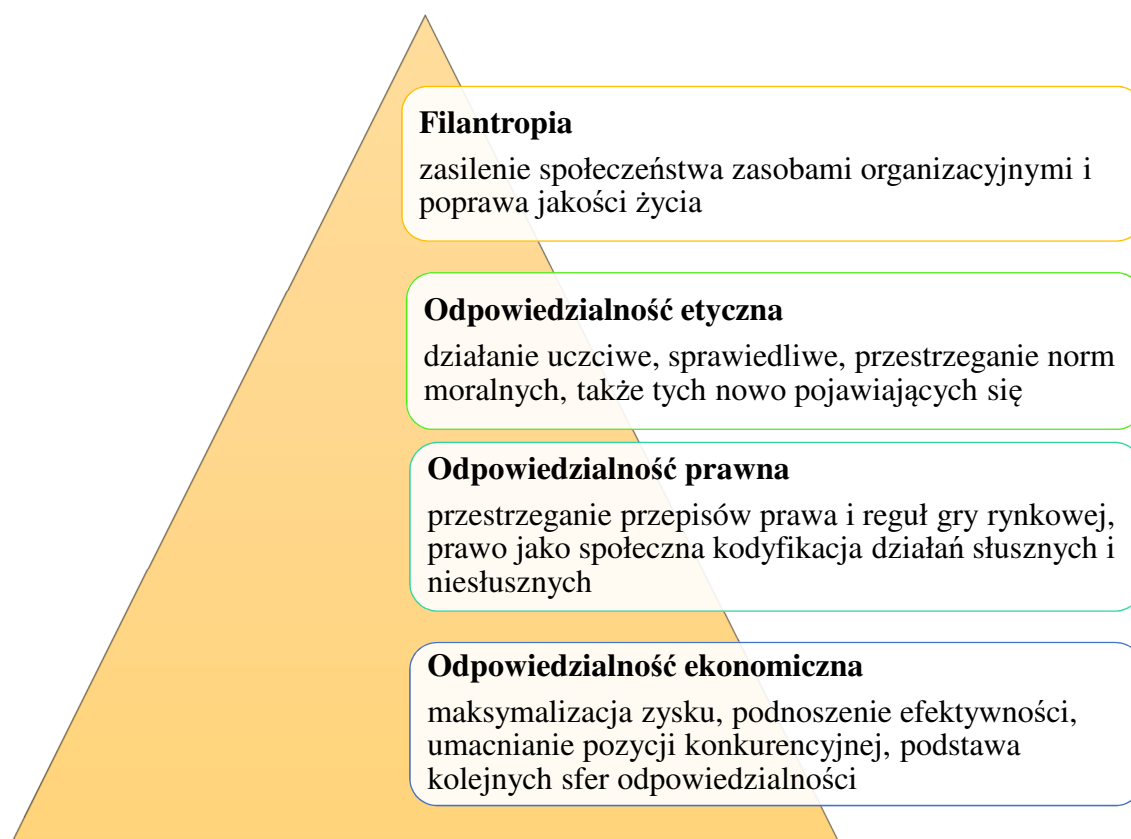 Filantropia
zasilenie społeczeństwa zasobami organizacyjnymi i
poprawa jakości życia
Odpowiedzialność etyczna
działanie uczciwe, sprawiedliwe, przestrzeganie norm
moralnych, także tych nowo pojawiających się
Odpowiedzialność prawna
przestrzeganie przepisów prawa i reguł gry rynkowej,
prawo jako społeczna kodyfikacja działań słusznych i
niesłusznych
Odpowiedzialność ekonomiczna
maksymalizacja zysku, podnoszenie efektywności,
umacnianie pozycji konkurencyjnej, podstawa
kolejnych sfer odpowiedzialności